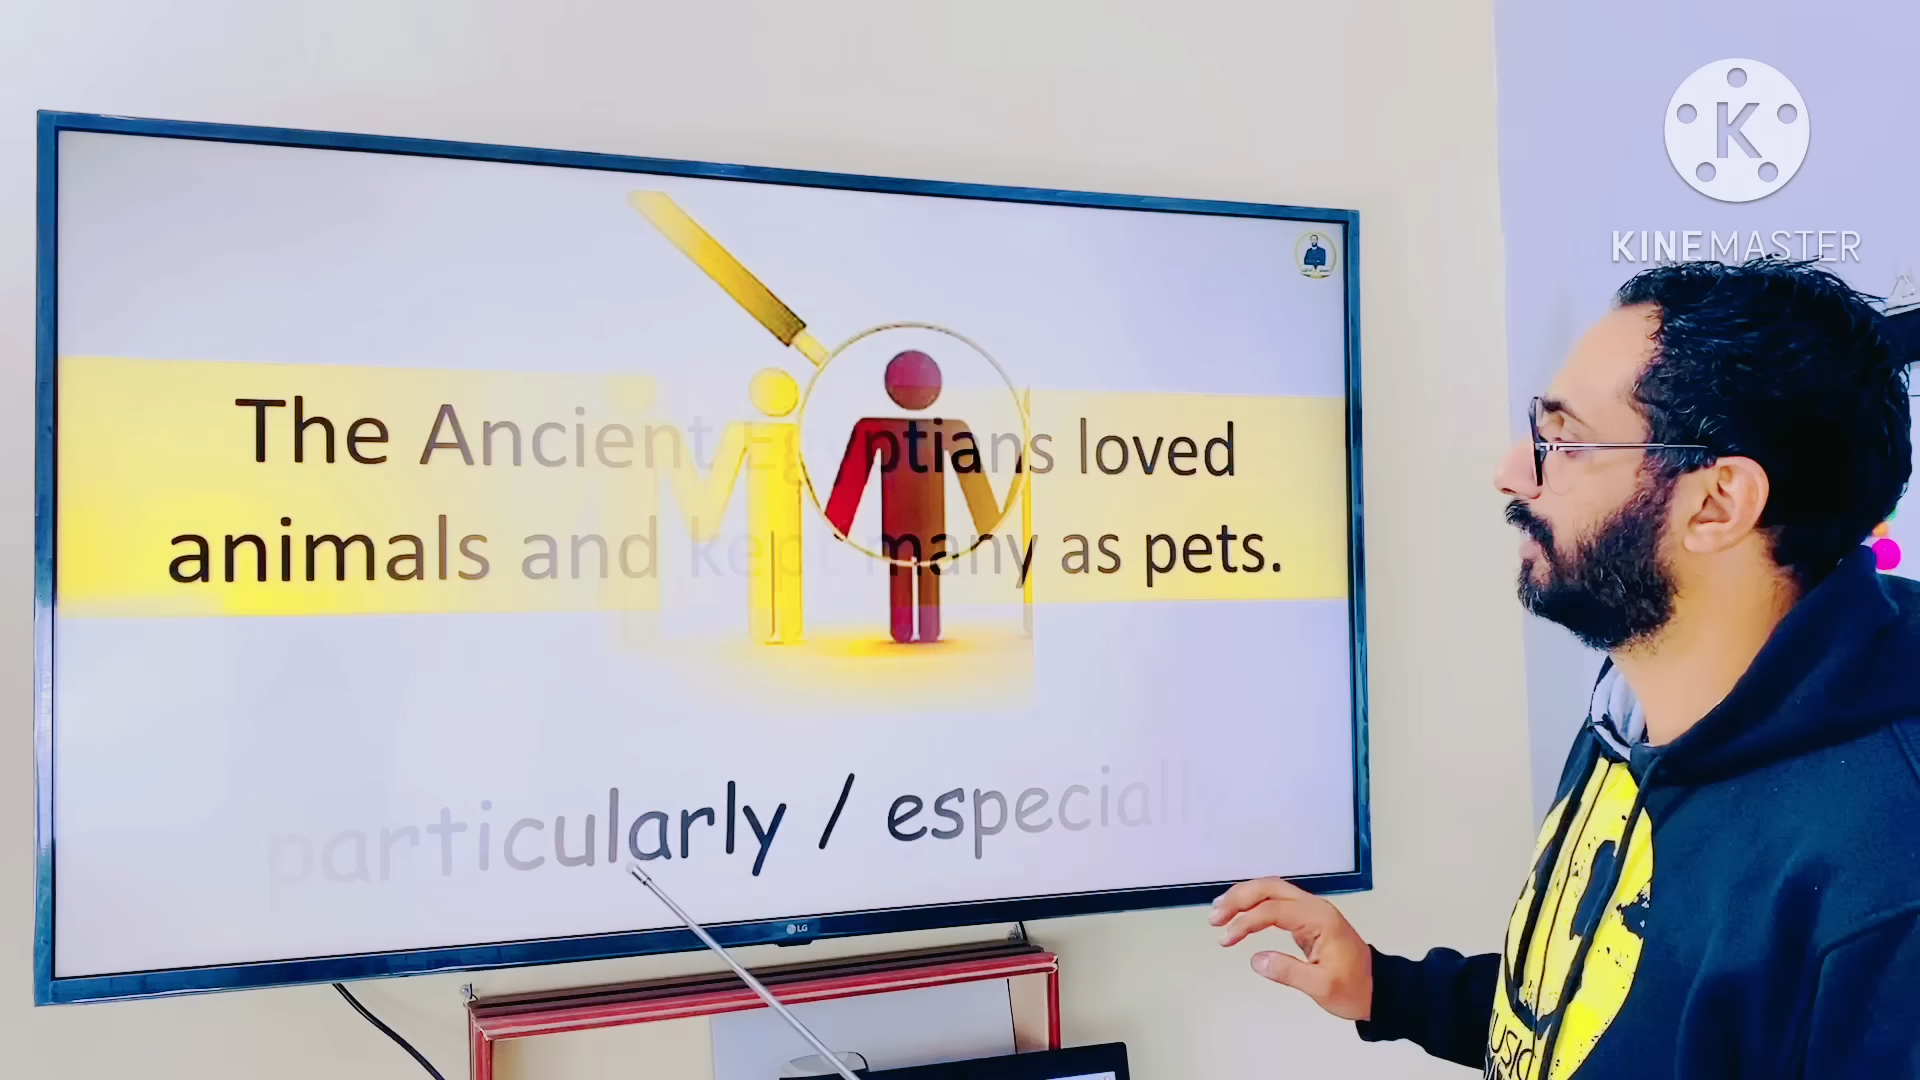 KINEMASTER
The Ancient Egyptians loved
animals and kept many as pets.
particularly / especially
LG